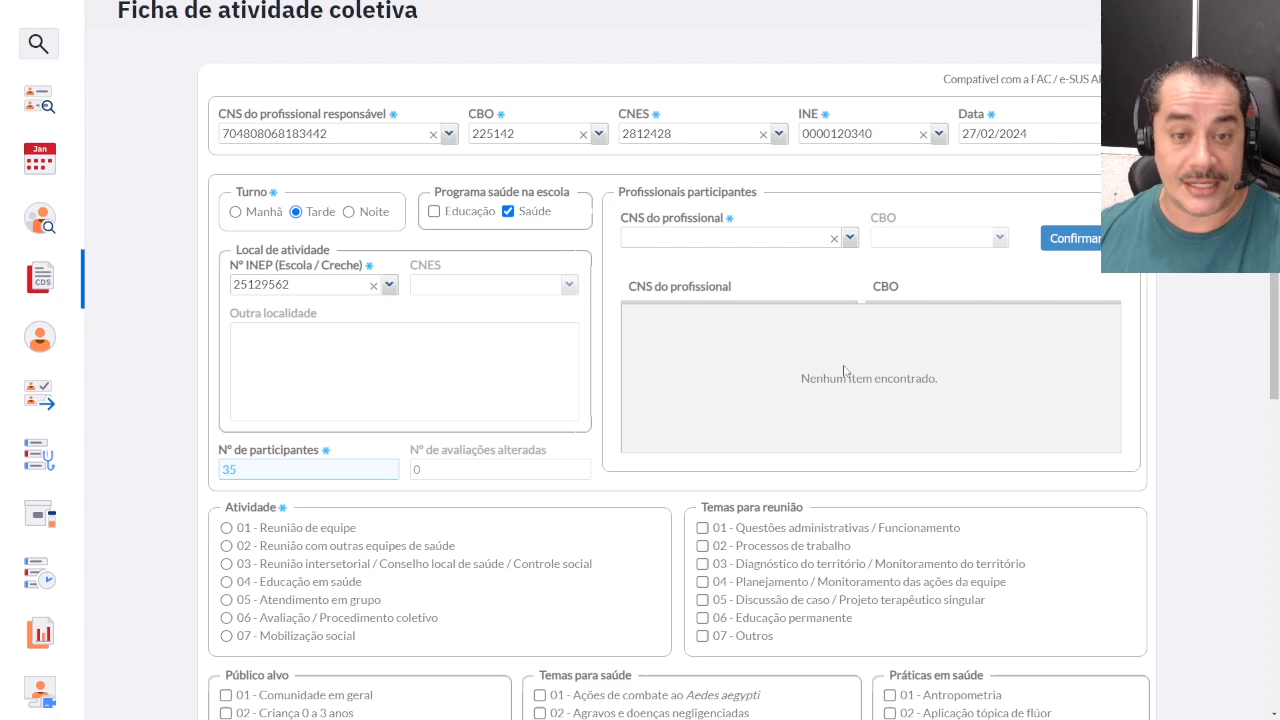 Ficha de atividade coletiva
Compatível com a FAC / e-SUS
CNS do profissional responsável *
CBO *
CNES *
INE *
Data *
704808068183442
225142
2812428
0000120340
27/02/2024
Jan
Turno *
Manhã
Tarde
Noite
Programa saúde na escola
Educação
Saúde
Profissionais participantes
CNS do profissional *
CBO
Confirmar
Local de atividade
Nº INEP (Escola / Creche) *
CNES
25129562
CDS
Outra localidade
CNS do profissional
CBO
Nenhum item encontrado.
Nº de participantes *
Nº de avaliações alteradas
35
0
Atividade *
01 - Reunião de equipe
02 - Reunião com outras equipes de saúde
03 - Reunião intersetorial / Conselho local de saúde / Controle social
04 - Educação em saúde
05 - Atendimento em grupo
06 - Avaliação / Procedimento coletivo
07 - Mobilização social
Temas para reunião
01 - Questões administrativas / Funcionamento
02 - Processos de trabalho
03 - Diagnóstico do território / Monitoramento do território
04 - Planejamento / Monitoramento das ações da equipe
05 - Discussão de caso / Projeto terapêutico singular
06 - Educação permanente
07 - Outros
Público alvo
01 - Comunidade em geral
02 - Criança 0 a 3 anos
Temas para saúde
01 - Ações de combate ao Aedes aegypti
02 - Agravos e doenças negligenciadas
Práticas em saúde
01 - Antropometria
02 - Aplicação tópica de flúor